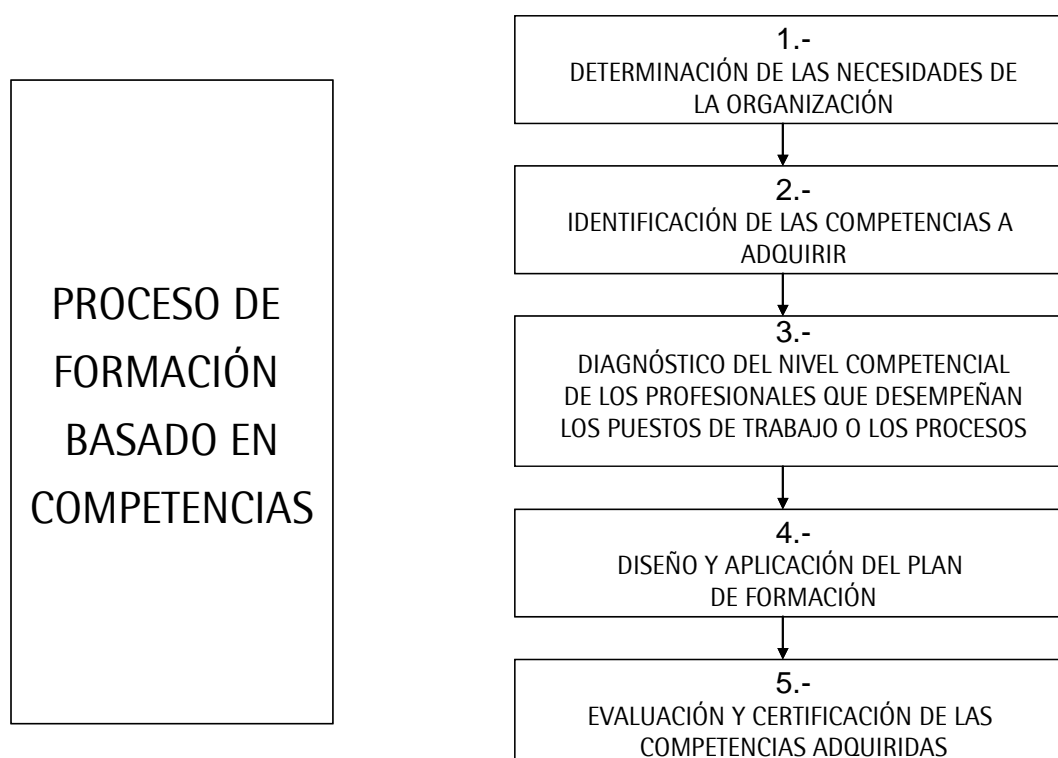 PROCESO DE
FORMACIÓN
BASADO EN
COMPETENCIAS
1.-
DETERMINACIÓN DE LAS NECESIDADES DE
LA ORGANIZACIÓN
2.-
IDENTIFICACIÓN DE LAS COMPETENCIAS A
ADQUIRIR
3.-
DIAGNÓSTICO DEL NIVEL COMPETENCIAL
DE LOS PROFESIONALES QUE DESEMPEÑAN
LOS PUESTOS DE TRABAJO O LOS PROCESOS
4.-
DISEÑO Y APLICACIÓN DEL PLAN
DE FORMACIÓN
5.-
EVALUACIÓN Y CERTIFICACIÓN DE LAS
COMPETENCIAS ADQUIRIDAS